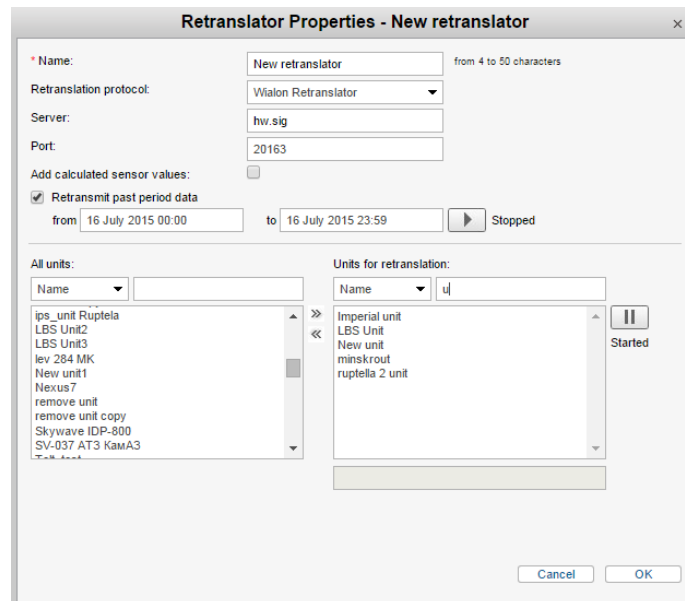 Retranslator Properties - New retranslator ×
* Name: New retranslator from 4 to 50 characters
Retranslation protocol: Wialon Retranslator
Server: hw.sig
Port: 20163
Add calculated sensor values:
Retransmit past period data
from 16 July 2015 00:00 to 16 July 2015 23:59 Stopped
All units:
Name
ips_unit Ruptela
LBS Unit2
LBS Unit3
lev 284 MK
New unit1
Nexus7
remove unit
remove unit copy
Skywave IDP-800
SV-037 АТЗ КамАЗ
»
«
Units for retranslation:
Name u
Imperial unit
LBS Unit
New unit
minskrout
ruptella 2 unit
Started
Cancel OK